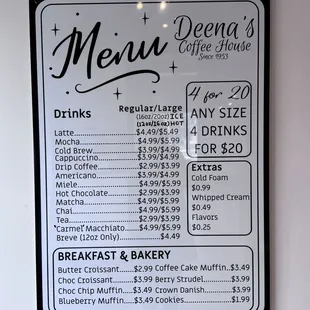 Menu
Deena's
Coffee House
Since 1953
Drinks
Regular/Large
(16oz/20oz) ICE
(12oz/16oz) HOT
Latte $4.49/$5.49
Mocha $4.99/$5.99
Cold Brew $3.99/$4.99
Cappuccino $3.99/$4.99
Drip Coffee $2.99/$3.99
Americano $3.99/$4.99
Miele $4.99/$5.99
Hot Chocolate $2.99/$3.99
Matcha $4.99/$5.99
Chai $4.99/$5.99
Tea $2.99/$3.99
"Carmel" Macchiato $4.99/$5.99
Breve (12oz Only) $4.49
4 for 20
ANY SIZE
4 DRINKS
FOR $20
Extras
Cold Foam
$0.99
Whipped Cream
$0.49
Flavors
$0.25
BREAKFAST & BAKERY
Butter Croissant $2.99 Coffee Cake Muffin $3.49
Choc Croissant $3.99 Berry Strudel $3.99
Choc Chip Muffin $3.49 Crown Danish $3.99
Blueberry Muffin $3.49 Cookies $1.99